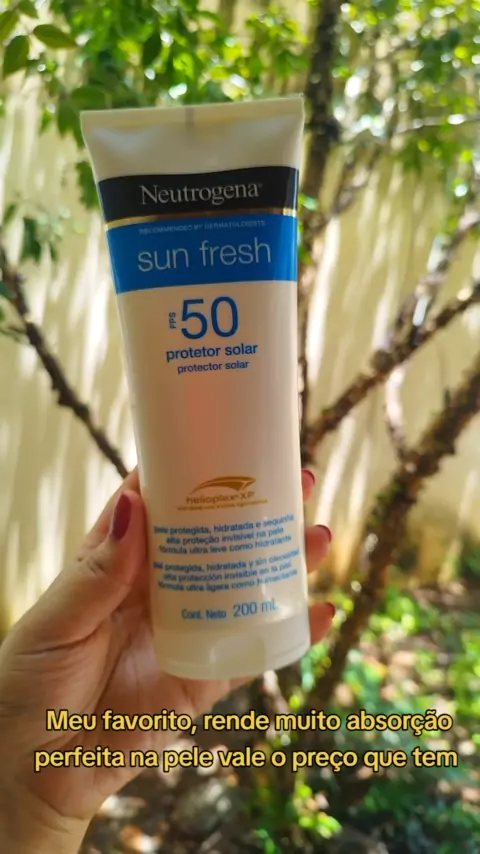 Neutrogena®
RECOMMENDED BY DERMATOLOGISTS
sun fresh
FPS 50
protetor solar
protector solar
helioplex® XP
pele protegida, hidratada e sequinha
alta proteção invisível na pele
fórmula ultra leve como hidratante
piel protegida, hidratada y sin oleosidad
alta protección invisible en la piel
fórmula ultra ligera como humectante
Cont. Neto 200 mL
Meu favorito, rende muito absorção
perfeita na pele vale o preço que tem